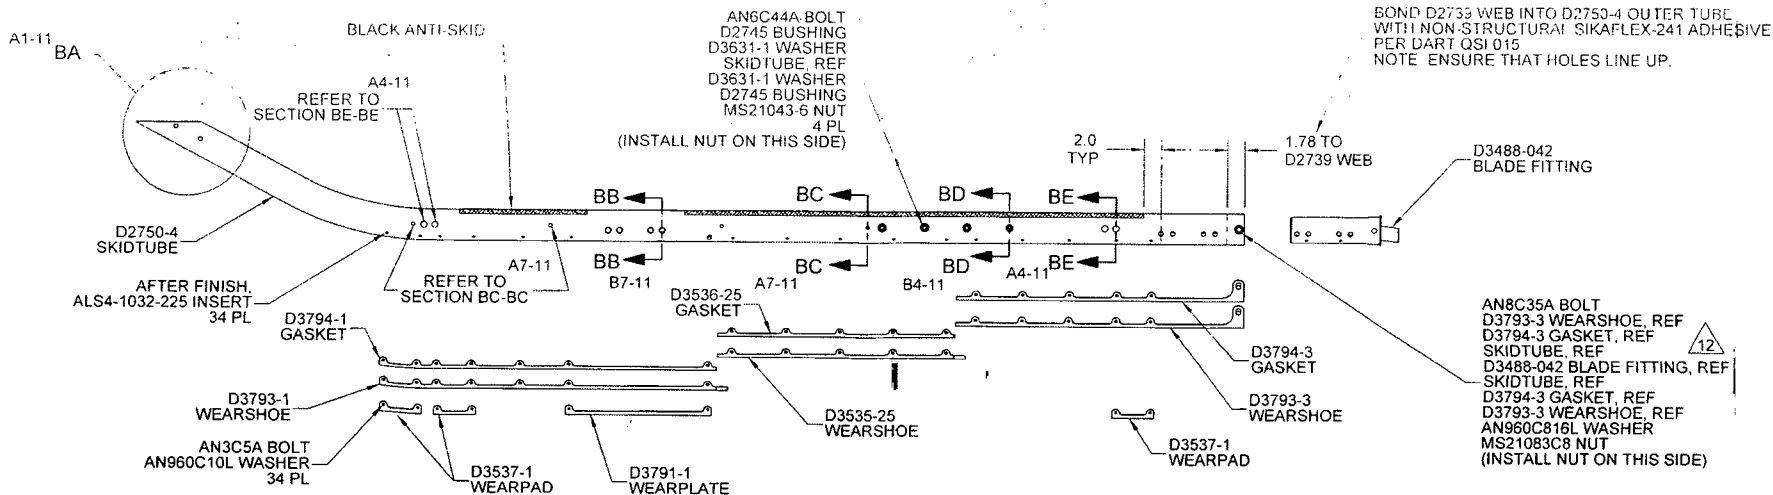 A1-11
BA
BLACK ANTI-SKID
A4-11
REFER TO
SECTION BE-BE
AN6C44A BOLT
D2745 BUSHING
D3631-1 WASHER
SKIDTUBE, REF
D3631-1 WASHER
D2745 BUSHING
MS21043-6 NUT
4 PL
(INSTALL NUT ON THIS SIDE)
BOND D2739 WEB INTO D2750-4 OUTER TUBE
WITH NON-STRUCTURAL SIKAFLEX-241 ADHESIVE
PER DART QSI 015
NOTE ENSURE THAT HOLES LINE UP.
2.0
TYP
1.78 TO
D2739 WEB
D3488-042
BLADE FITTING
BB
BC
BD
BE
D2750-4
SKIDTUBE
AFTER FINISH,
ALS4-1032-225 INSERT
34 PL
A7-11
REFER TO
SECTION BC-BC
BB
B7-11
BC
A7-11
BD
B4-11
A4-11
BE
D3794-1
GASKET
D3536-25
GASKET
D3794-3
GASKET
D3793-1
WEARSHOE
D3535-25
WEARSHOE
D3793-3
WEARSHOE
AN3C5A BOLT
AN960C10L WASHER
34 PL
D3537-1
WEARPAD
D3791-1
WEARPLATE
D3537-1
WEARPAD
AN8C35A BOLT
D3793-3 WEARSHOE, REF
D3794-3 GASKET, REF
SKIDTUBE, REF
D3488-042 BLADE FITTING, REF
SKIDTUBE, REF
D3794-3 GASKET, REF
D3793-3 WEARSHOE, REF
AN960C816L WASHER
MS21083C8 NUT
(INSTALL NUT ON THIS SIDE)
12